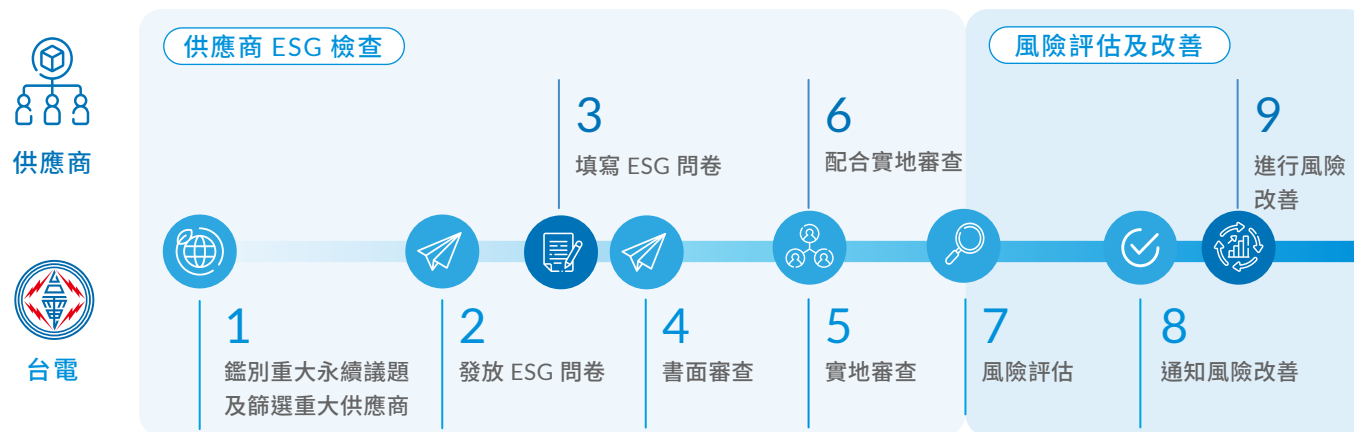 供應商 ESG 檢查
風險評估及改善
供應商
3
填寫 ESG 問卷
6
配合實地審查
9
進行風險
改善
台電
台電
1
鑑別重大永續議題
及篩選重大供應商
2
發放 ESG 問卷
4
書面審查
5
實地審查
7
風險評估
8
通知風險改善